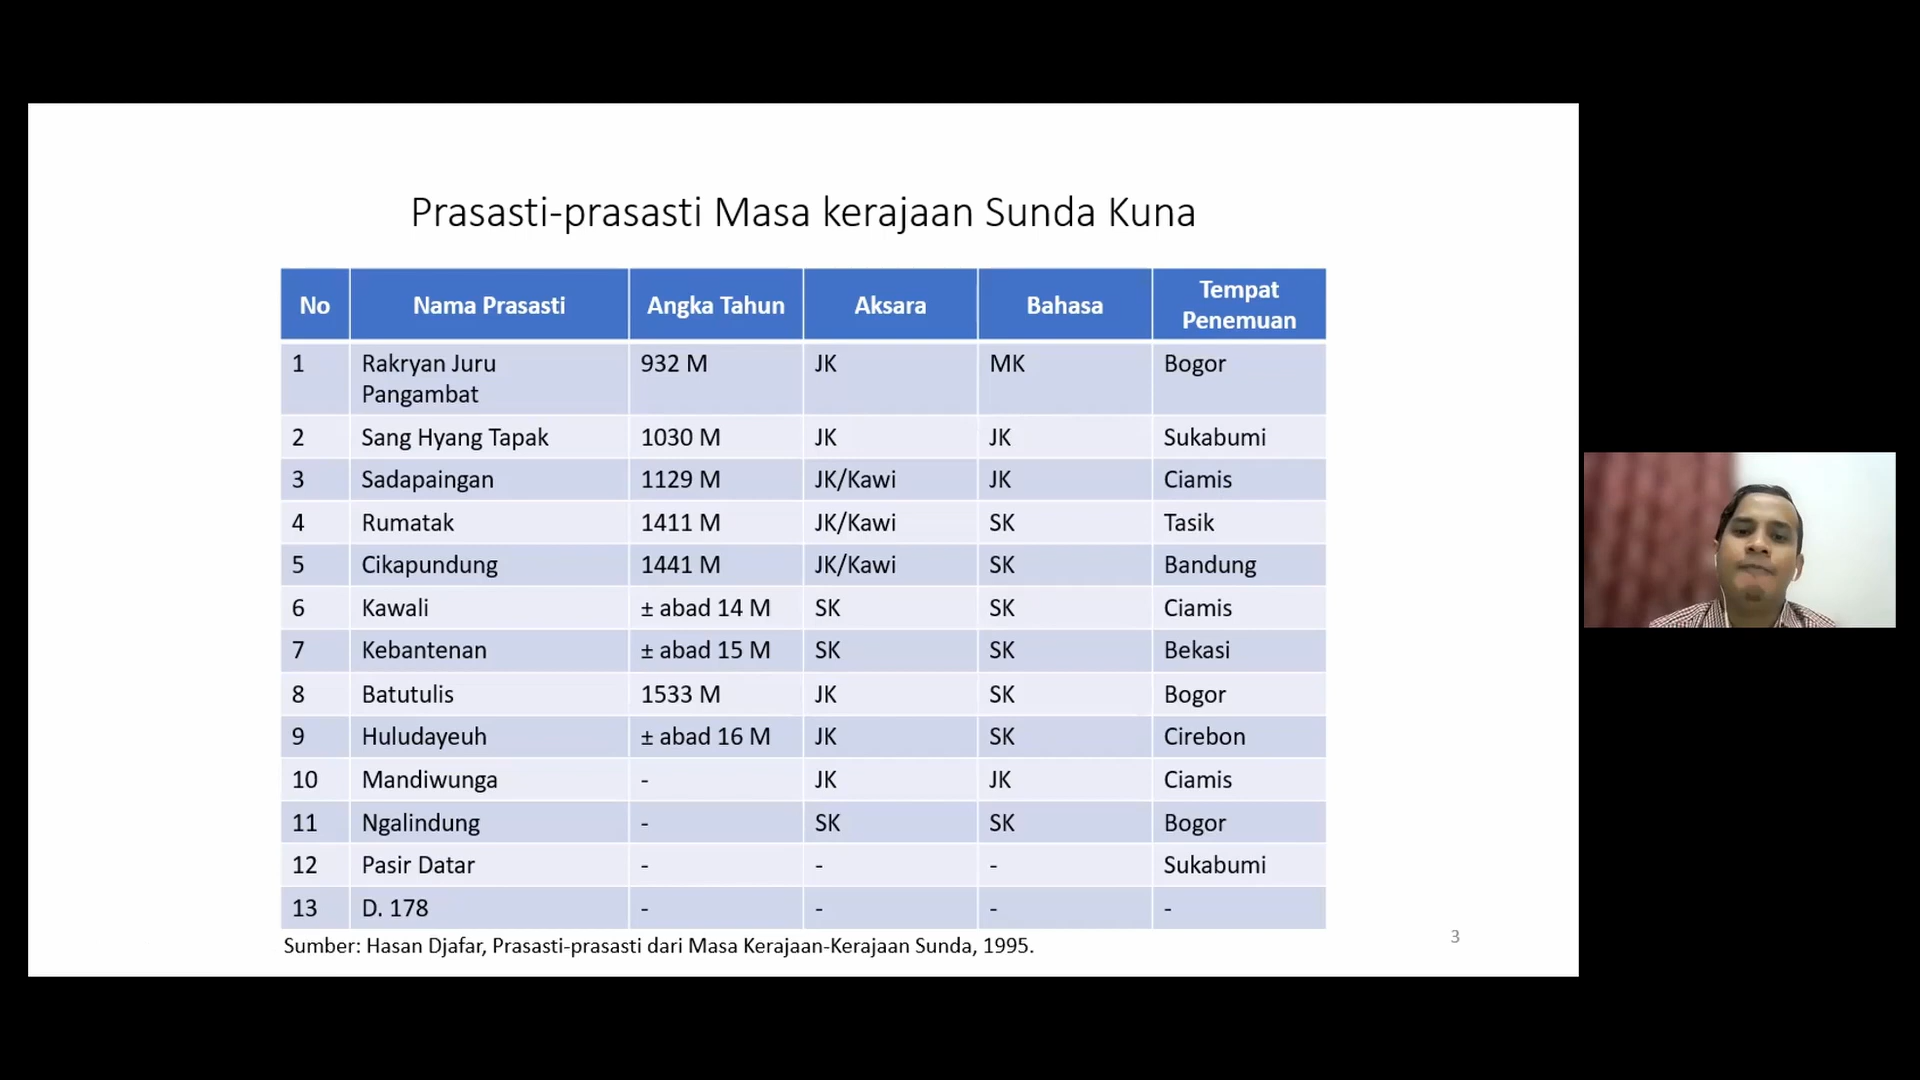 Prasasti-prasasti Masa kerajaan Sunda Kuna
No Nama Prasasti Angka Tahun Aksara Bahasa Tempat Penemuan
1 Rakryan Juru Pangambat 932 M JK MK Bogor
2 Sang Hyang Tapak 1030 M JK JK Sukabumi
3 Sadapaingan 1129 M JK/Kawi JK Ciamis
4 Rumatak 1411 M JK/Kawi SK Tasik
5 Cikapundung 1441 M JK/Kawi SK Bandung
6 Kawali ± abad 14 M SK SK Ciamis
7 Kebantenan ± abad 15 M SK SK Bekasi
8 Batutulis 1533 M JK SK Bogor
9 Huludayeuh ± abad 16 M JK SK Cirebon
10 Mandiwunga - JK JK Ciamis
11 Ngalindung - SK SK Bogor
12 Pasir Datar - - - Sukabumi
13 D. 178 - - - -
Sumber: Hasan Djafar, Prasasti-prasasti dari Masa Kerajaan-Kerajaan Sunda, 1995.
3